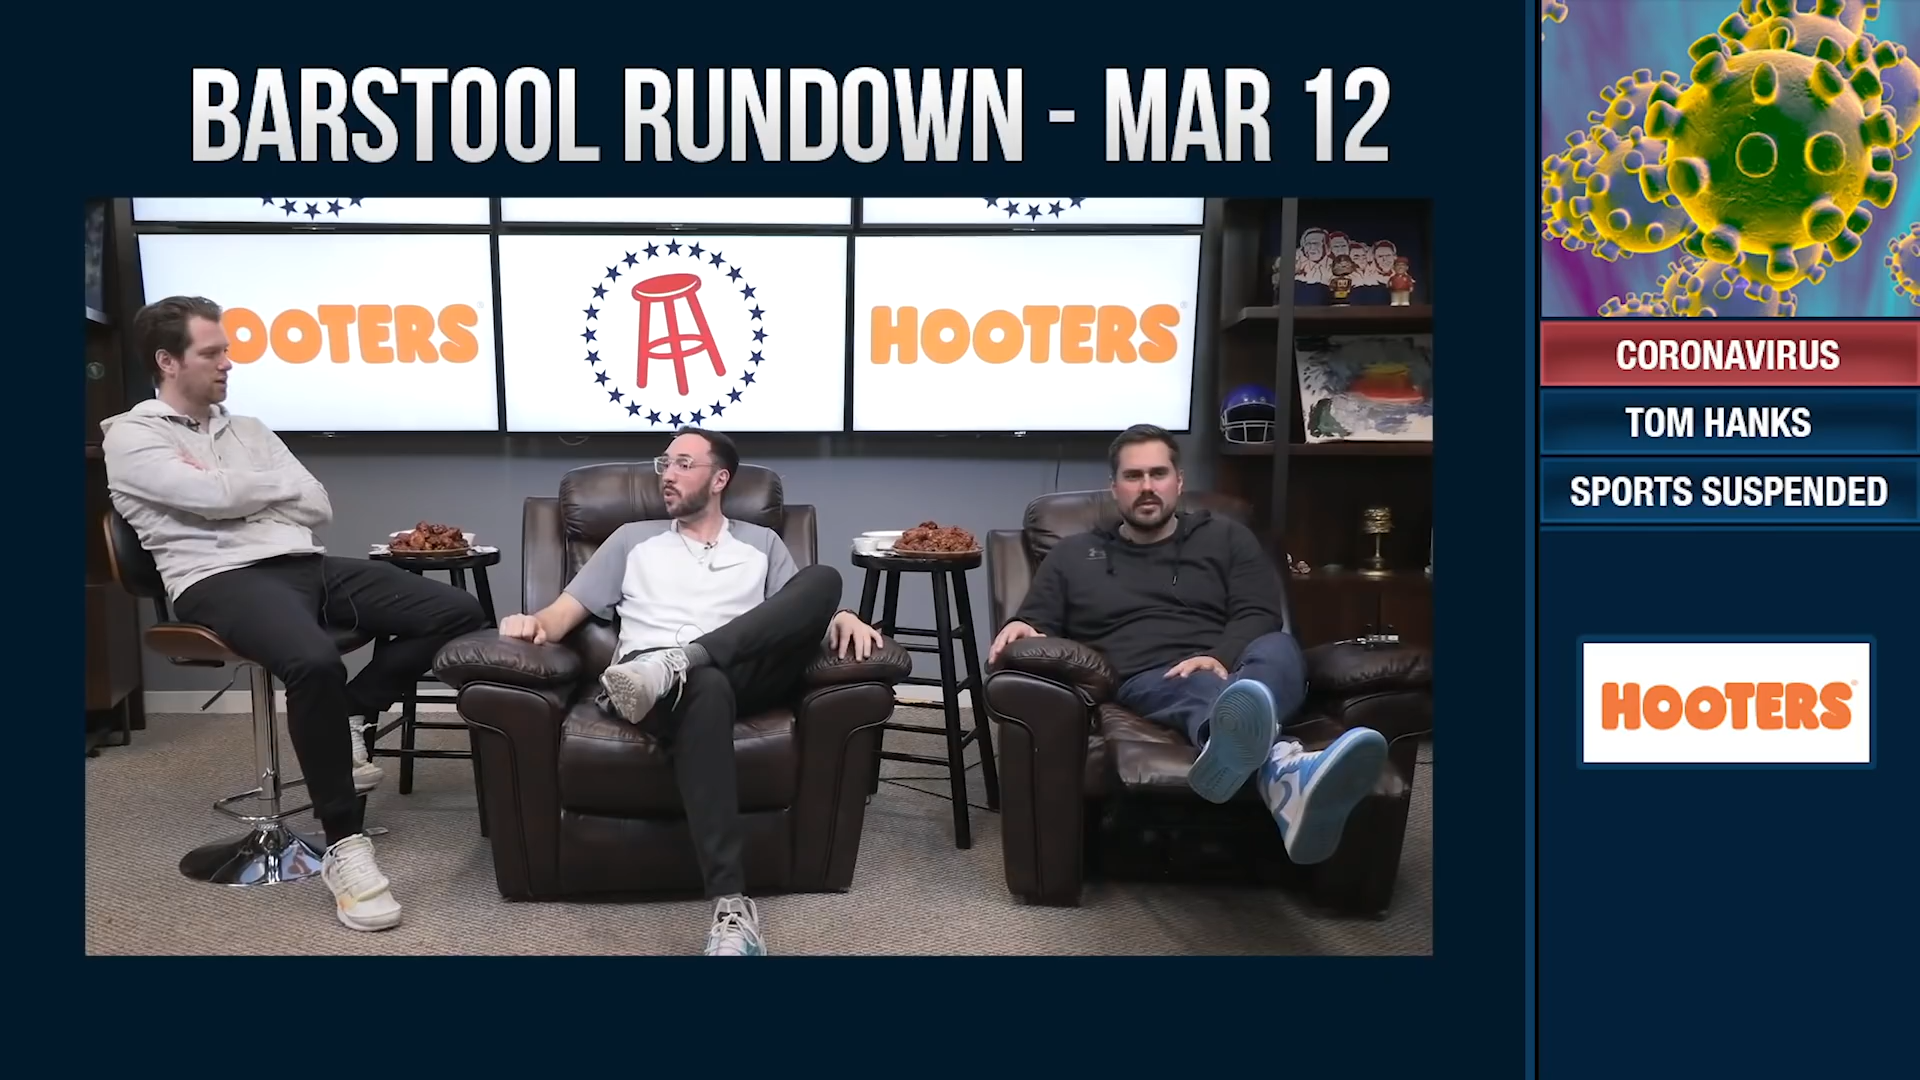 BARSTOOL RUNDOWN - MAR 12
OOTERS
HOOTERS
CORONAVIRUS
TOM HANKS
SPORTS SUSPENDED
HOOTERS